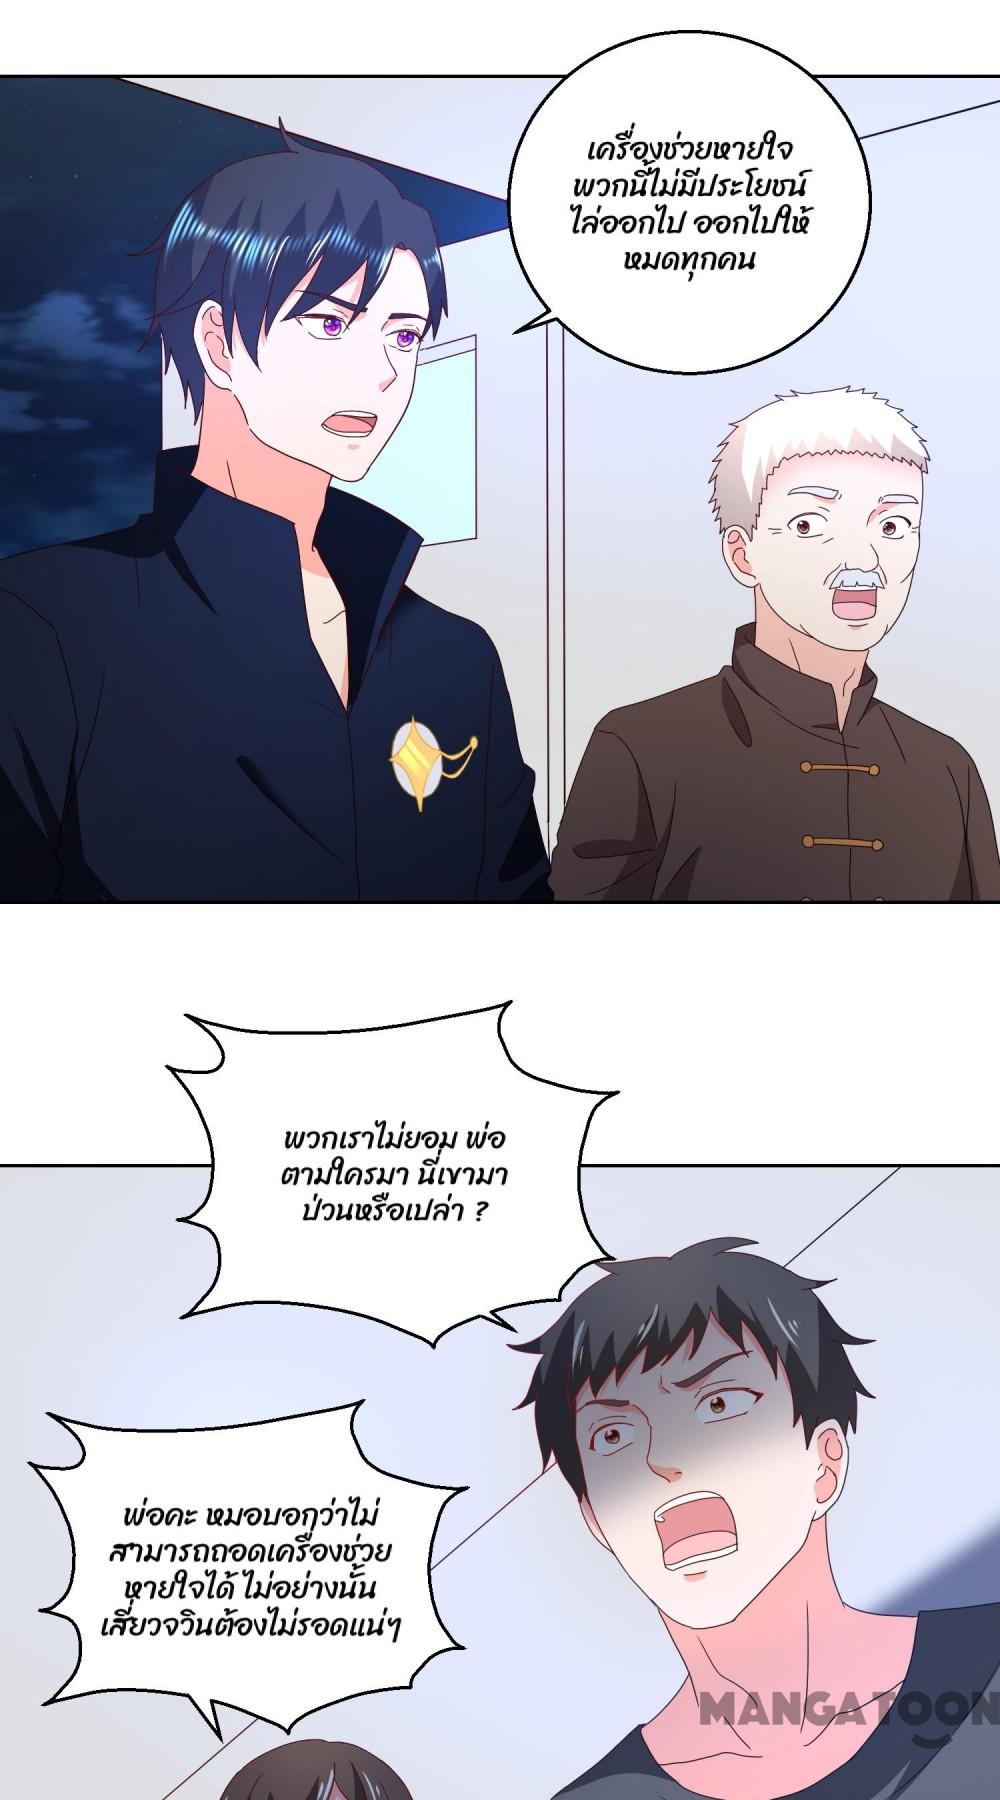 เครื่องช่วยหายใจ
พวกนี้ไม่มีประโยชน์
ไล่ออกไป ออกไปให้
หมดทุกคน
พวกเราไม่ยอม พ่อ
ตามใครมา นี่เขามา
ป่วนหรือเปล่า ?
พ่อคะ หมอบอกว่าไม่
สามารถถอดเครื่องช่วย
หายใจได้ ไม่อย่างนั้น
เสี่ยวจวินต้องไม่รอดแน่ๆ
MANGATOON